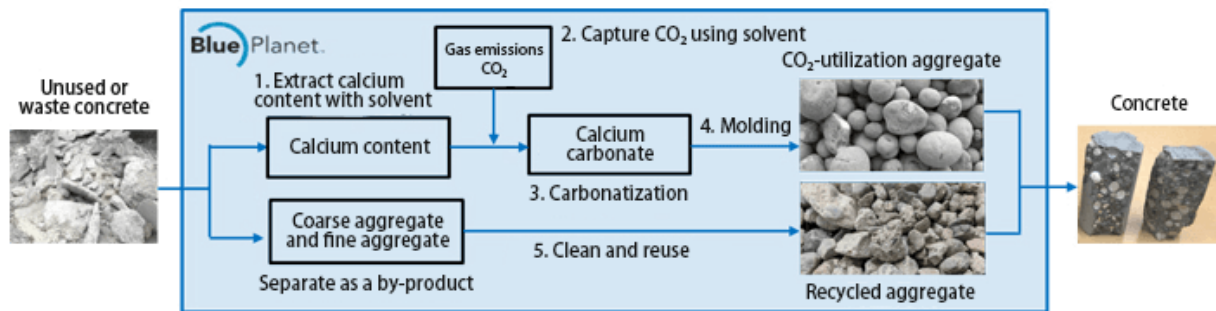 Blue Planet.
2. Capture CO₂ using solvent
Gas emissions
CO₂
1. Extract calcium
content with solvent
CO₂-utilization aggregate
Unused or
waste concrete
Concrete
Calcium content
Calcium
carbonate
4. Molding
3. Carbonatization
Coarse aggregate
and fine aggregate
5. Clean and reuse
Separate as a by-product
Recycled aggregate